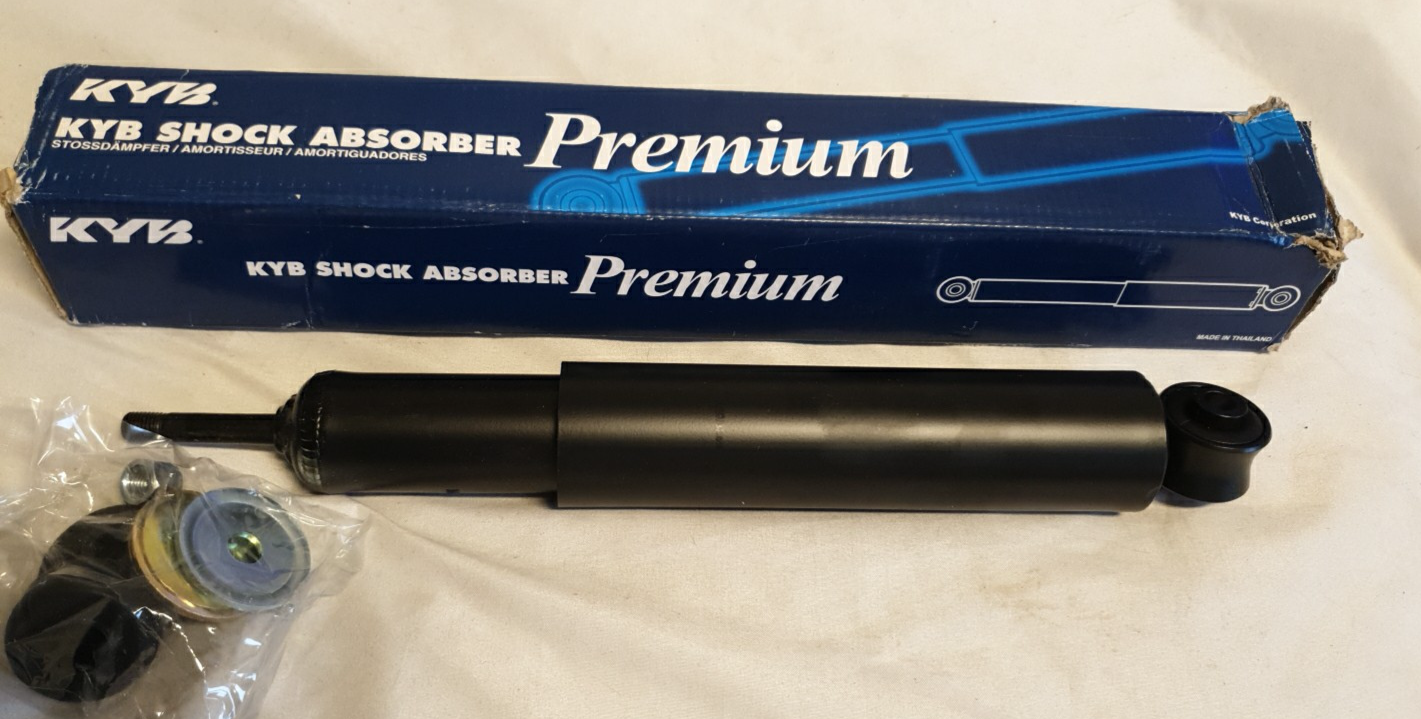 KYB
KYB SHOCK ABSORBER Premium
STOSSDÄMPFER / AMORTISSEUR / AMORTIGUADORES
KYB Corporation
KYB
KYB SHOCK ABSORBER Premium
MADE IN THAILAND